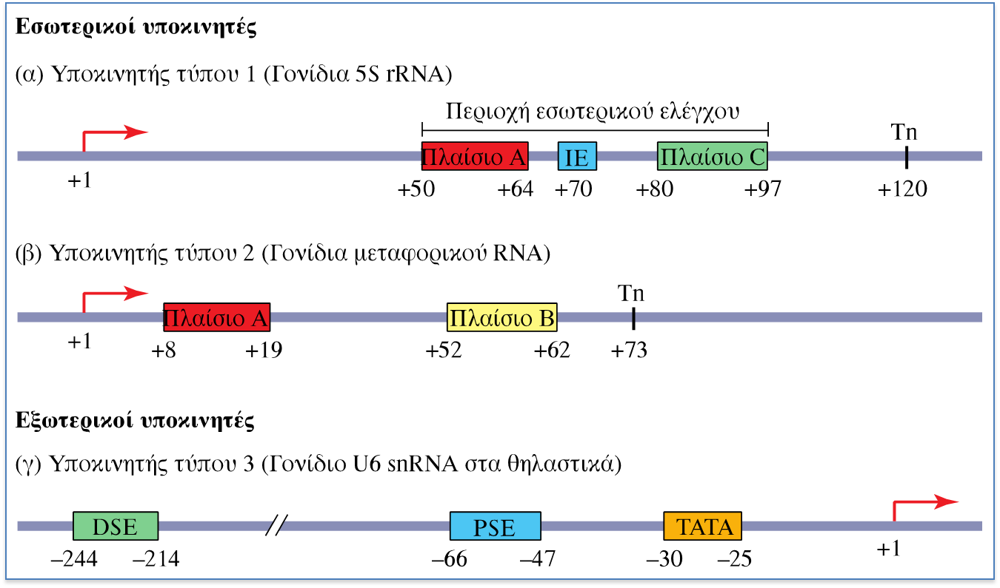 Εσωτερικοί υποκινητές
(α) Υποκινητής τύπου 1 (Γονίδια 5S rRNA)
Περιοχή εσωτερικού ελέγχου
Tn
Πλαίσιο A IE Πλαίσιο C
+1 +50 +64 +70 +80 +97 +120
(β) Υποκινητής τύπου 2 (Γονίδια μεταφορικού RNA)
Tn
Πλαίσιο A Πλαίσιο B
+1 +8 +19 +52 +62 +73
Εξωτερικοί υποκινητές
(γ) Υποκινητής τύπου 3 (Γονίδιο U6 snRNA στα θηλαστικά)
DSE PSE TATA
–244 –214 –66 –47 –30 –25 +1